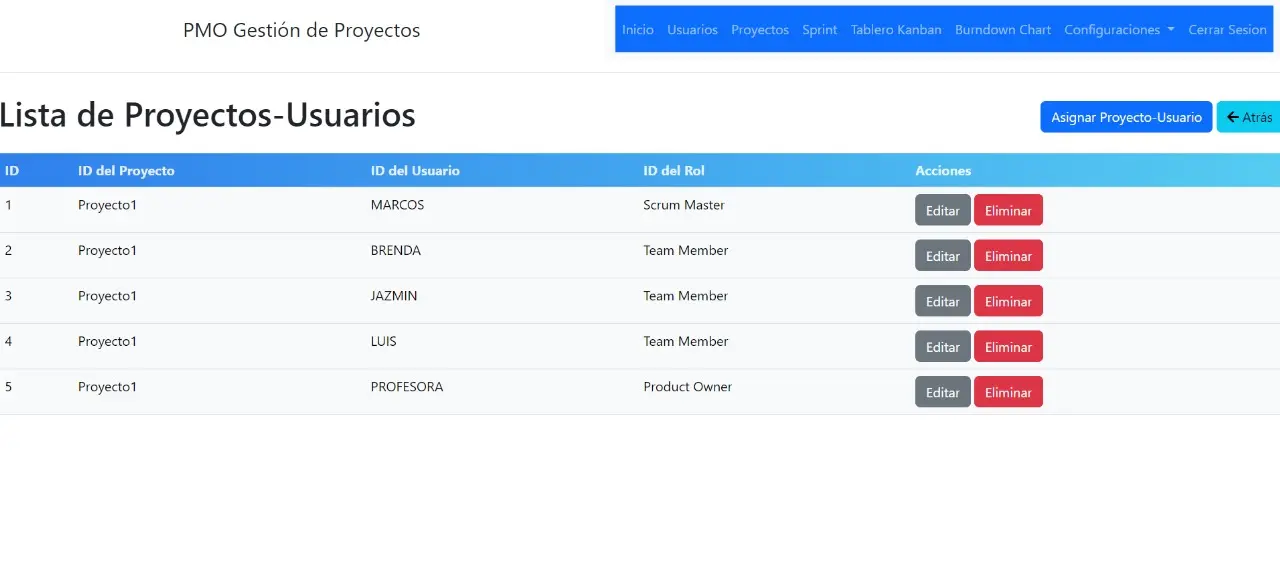 PMO Gestión de Proyectos
Inicio Usuarios Proyectos Sprint Tablero Kanban Burndown Chart Configuraciones Cerrar Sesion
Lista de Proyectos-Usuarios
Asignar Proyecto-Usuario Atrás
ID ID del Proyecto ID del Usuario ID del Rol Acciones
1 Proyecto1 MARCOS Scrum Master Editar Eliminar
2 Proyecto1 BRENDA Team Member Editar Eliminar
3 Proyecto1 JAZMIN Team Member Editar Eliminar
4 Proyecto1 LUIS Team Member Editar Eliminar
5 Proyecto1 PROFESORA Product Owner Editar Eliminar